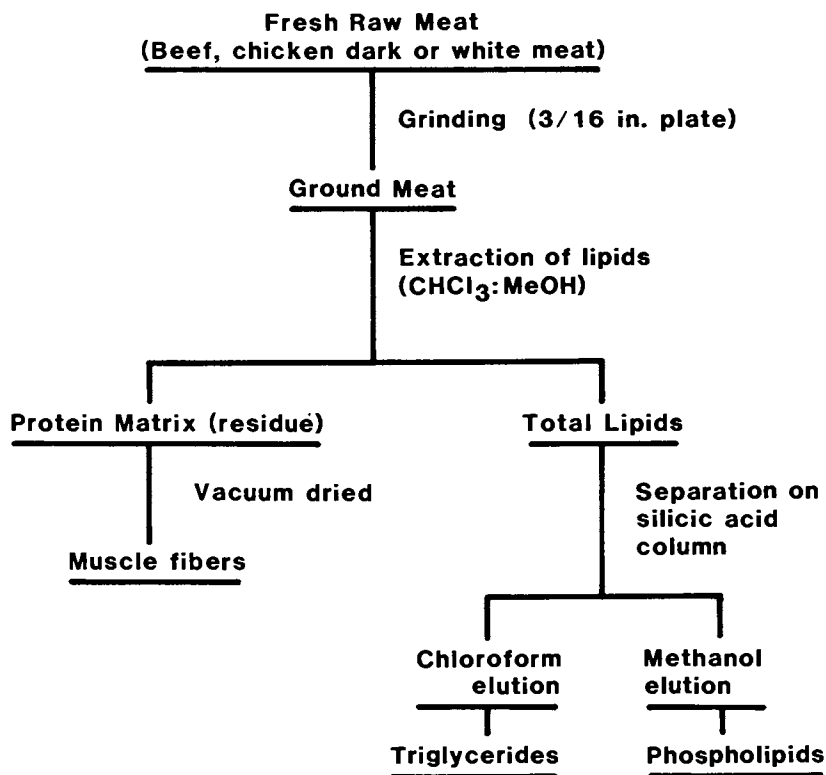 Fresh Raw Meat
(Beef, chicken dark or white meat)
Grinding (3/16 in. plate)
Ground Meat
Extraction of lipids
(CHCl3:MeOH)
Protein Matrix (residue)
Total Lipids
Vacuum dried
Separation on
silicic acid
column
Muscle fibers
Chloroform
elution
Methanol
elution
Triglycerides
Phospholipids